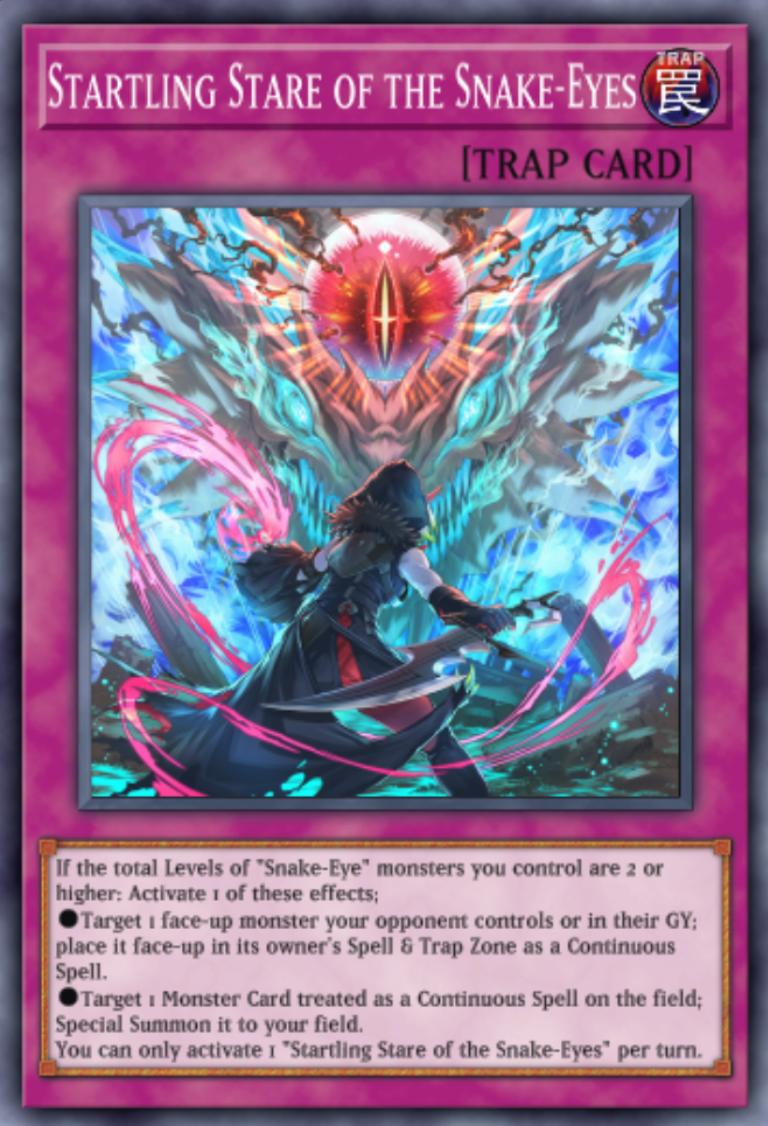 Startling Stare of the Snake-Eyes
TRAP
罠
[TRAP CARD]
If the total Levels of "Snake-Eye" monsters you control are 2 or
higher: Activate 1 of these effects;
●Target 1 face-up monster your opponent controls or in their GY;
place it face-up in its owner's Spell & Trap Zone as a Continuous
Spell.
●Target 1 Monster Card treated as a Continuous Spell on the field;
Special Summon it to your field.
You can only activate 1 "Startling Stare of the Snake-Eyes" per turn.